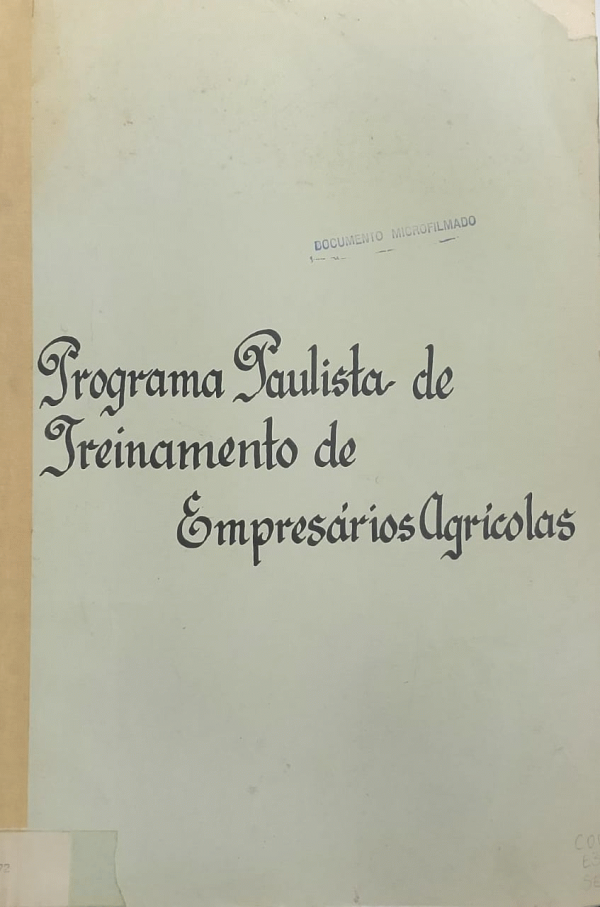 DOCUMENTO MICROFILMADO
Programa Paulista de
Treinamento de
Empresários Agrícolas